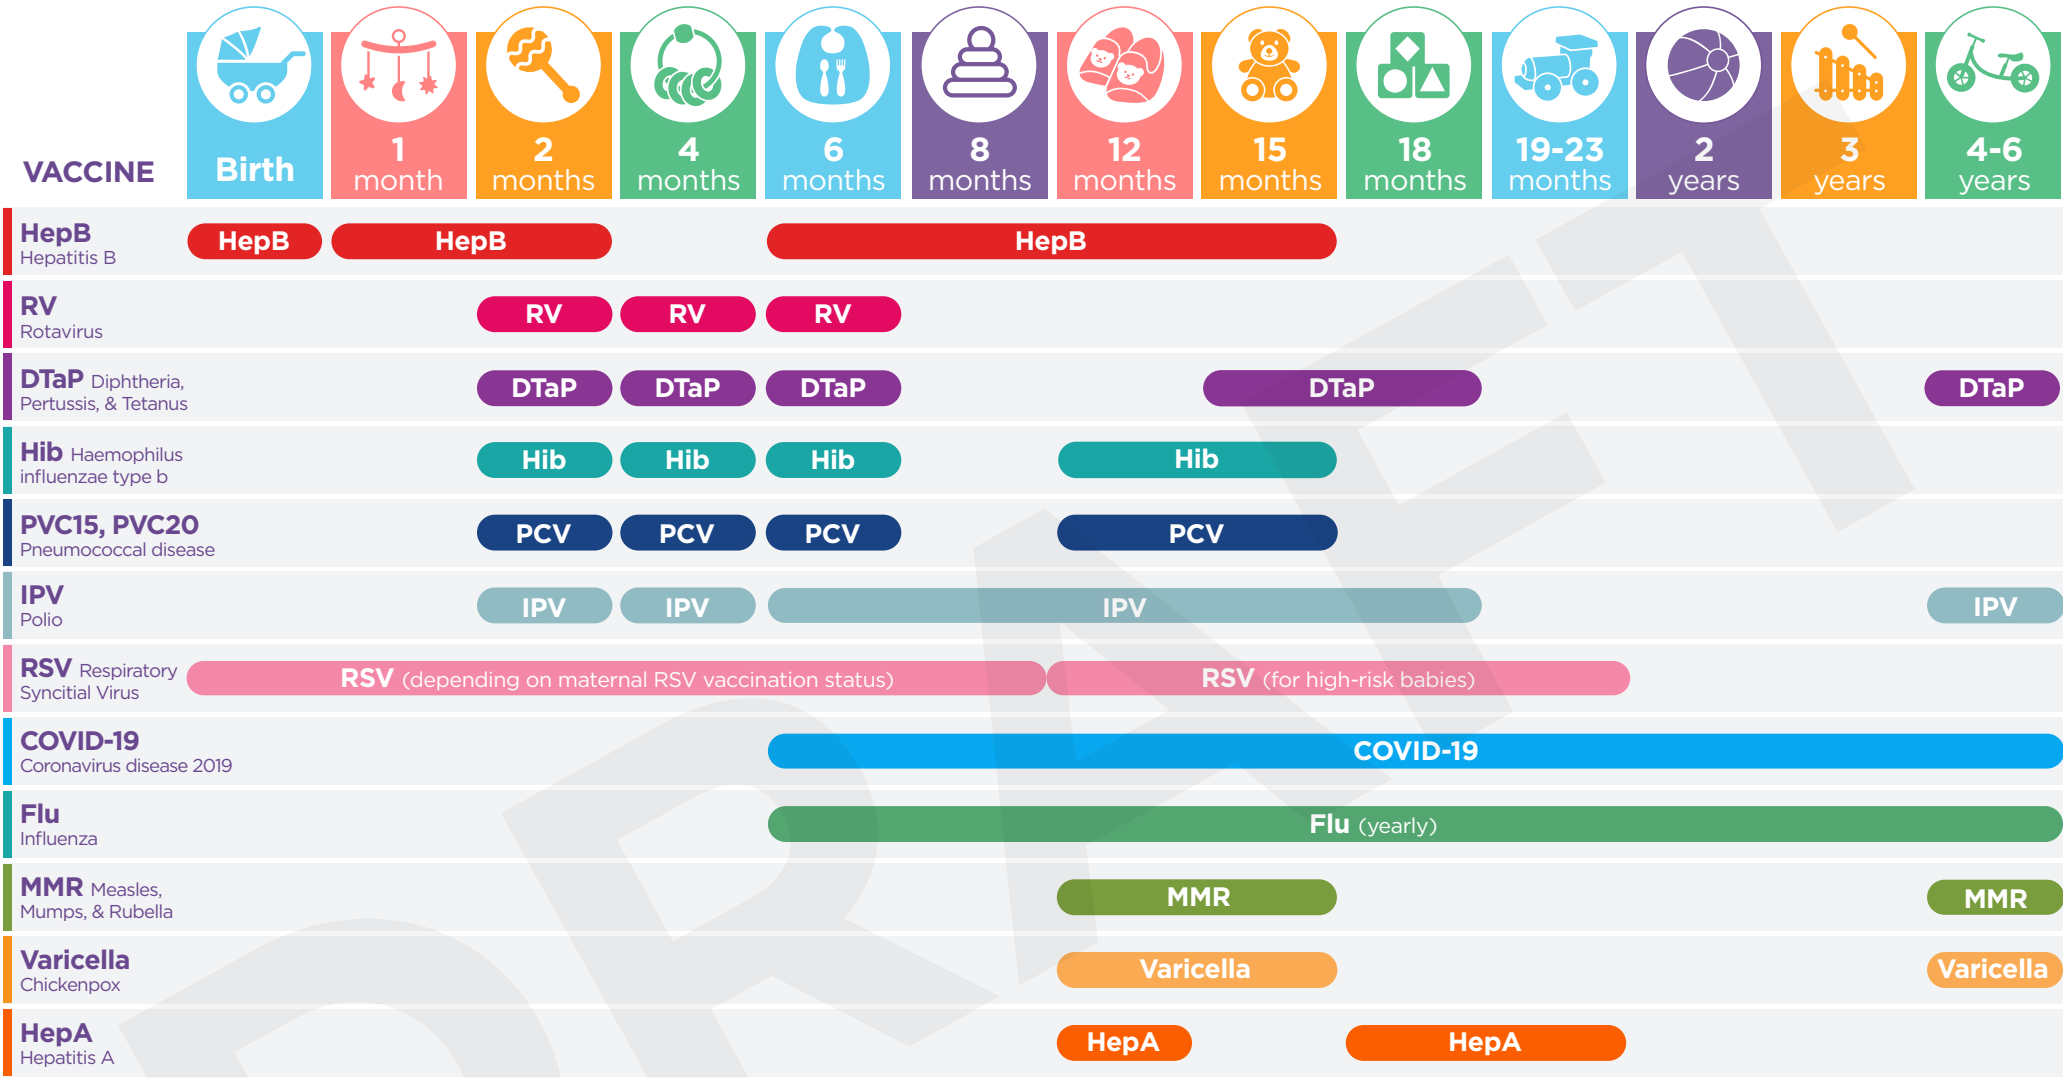 VACCINE
Birth
1
month
2
months
4
months
6
months
8
months
12
months
15
months
18
months
19-23
months
2
years
3
years
4-6
years
HepB
Hepatitis B
HepB
HepB
HepB
RV
Rotavirus
RV
RV
RV
DTaP Diphtheria,
Pertussis, & Tetanus
DTaP
DTaP
DTaP
DTaP
DTaP
Hib Haemophilus
influenzae type b
Hib
Hib
Hib
Hib
PVC15, PVC20
Pneumococcal disease
PCV
PCV
PCV
PCV
IPV
Polio
IPV
IPV
IPV
IPV
RSV Respiratory
Syncitial Virus
RSV (depending on maternal RSV vaccination status)
RSV (for high-risk babies)
COVID-19
Coronavirus disease 2019
COVID-19
Flu
Influenza
Flu (yearly)
MMR Measles,
Mumps, & Rubella
MMR
MMR
Varicella
Chickenpox
Varicella
Varicella
HepA
Hepatitis A
HepA
HepA
DRAFT